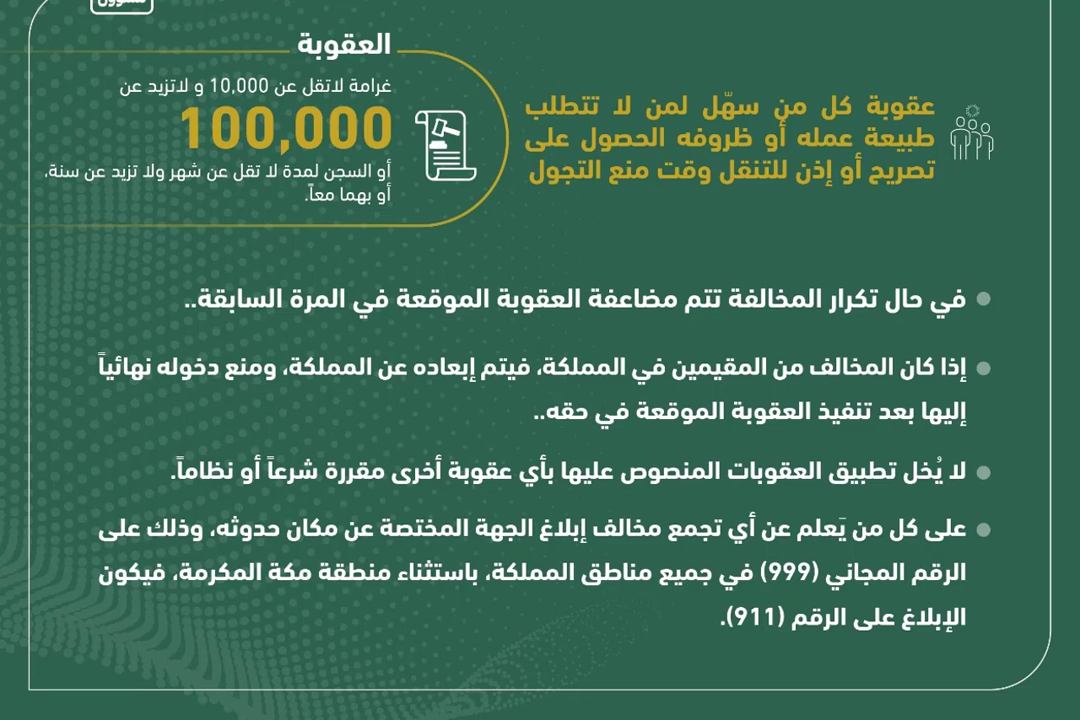 مسؤول
عقوبة كل من سهّل لمن لا تتطلب
طبيعة عمله أو ظروفه الحصول على
تصريح أو إذن للتنقل وقت منع التجول
العقوبة
غرامة لاتقل عن 10,000 و لاتزيد عن
100,000
أو السجن لمدة لا تقل عن شهر ولا تزيد عن سنة،
أو بهما معاً.
في حال تكرار المخالفة تتم مضاعفة العقوبة الموقعة في المرة السابقة..
إذا كان المخالف من المقيمين في المملكة، فيتم إبعاده عن المملكة، ومنع دخوله نهائياً
إليها بعد تنفيذ العقوبة الموقعة في حقه..
لا يُخل تطبيق العقوبات المنصوص عليها بأي عقوبة أخرى مقررة شرعاً أو نظاماً.
على كل من يَعلم عن أي تجمع مخالف إبلاغ الجهة المختصة عن مكان حدوثه، وذلك على
الرقم المجاني (999) في جميع مناطق المملكة، باستثناء منطقة مكة المكرمة، فيكون
الإبلاغ على الرقم (911).